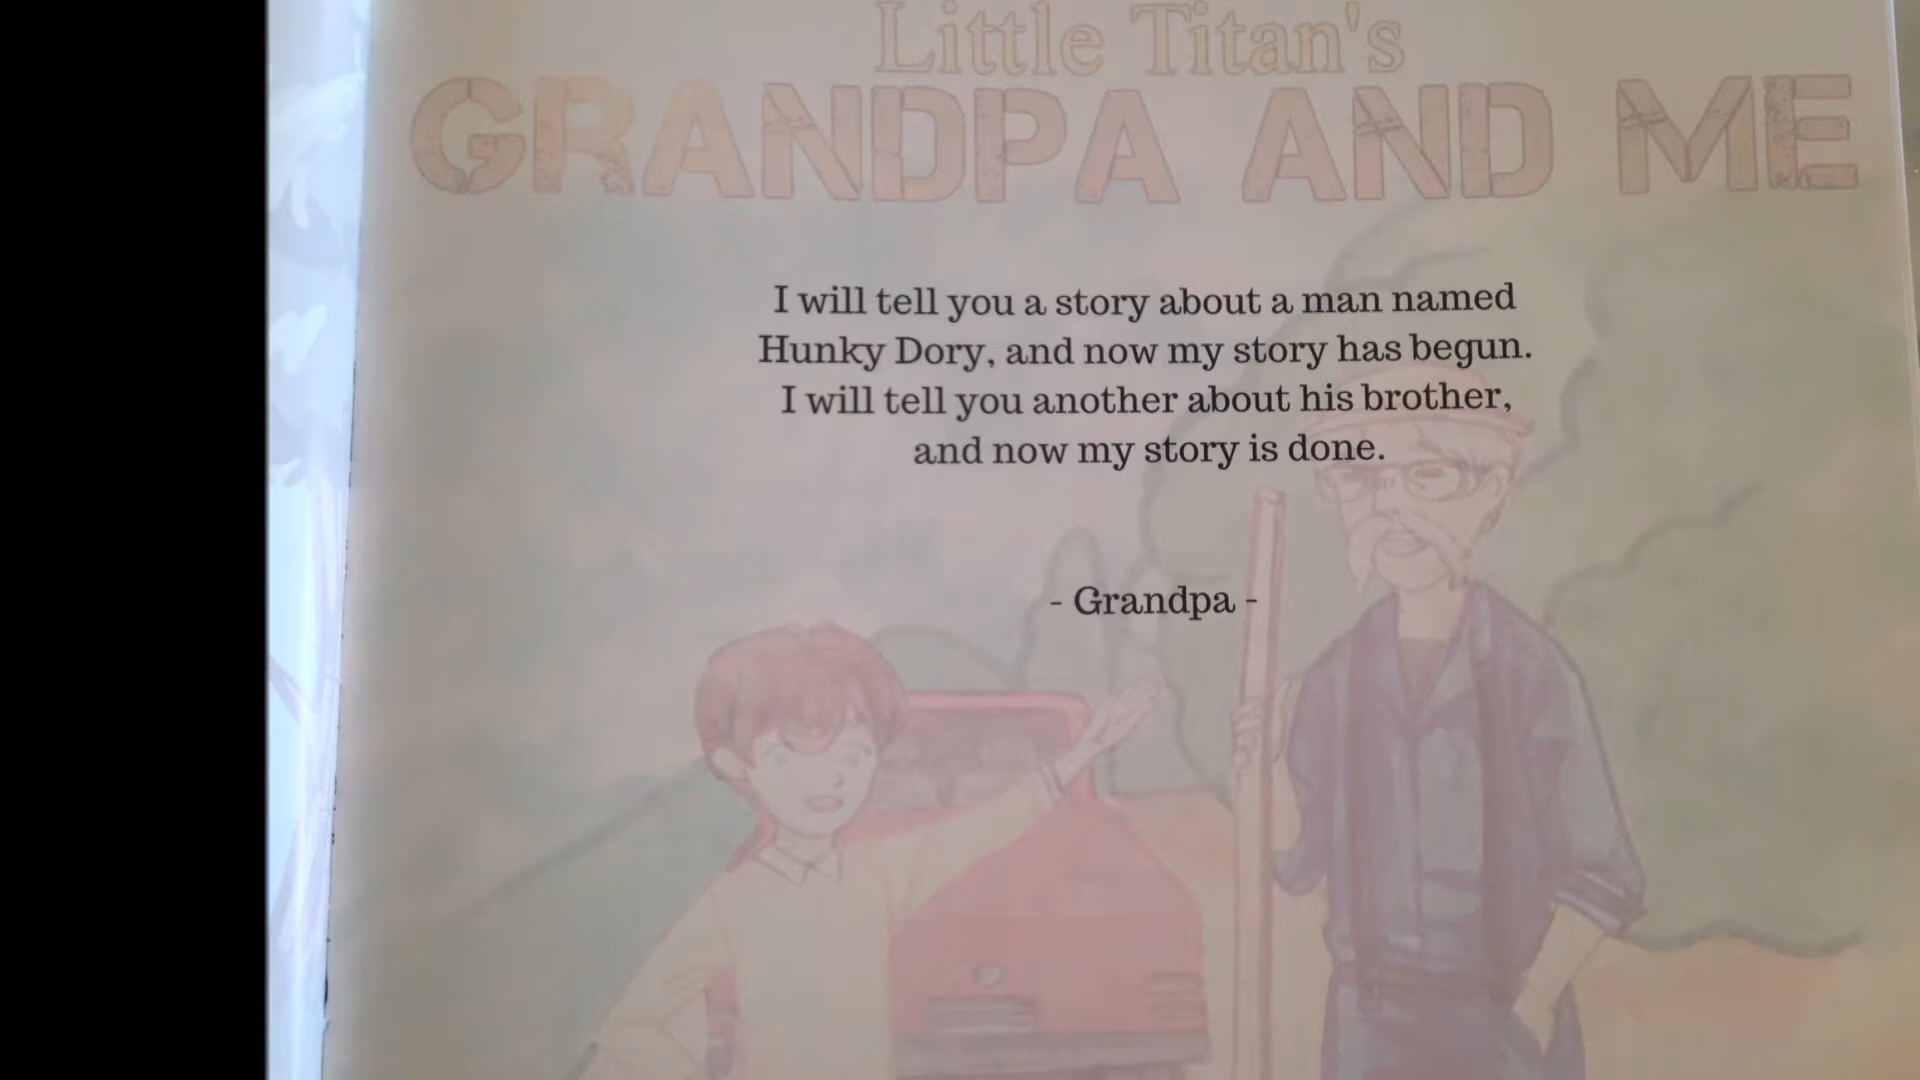 Little Titan's
GRANDPA AND ME
I will tell you a story about a man named
Hunky Dory, and now my story has begun.
I will tell you another about his brother,
and now my story is done.
- Grandpa -